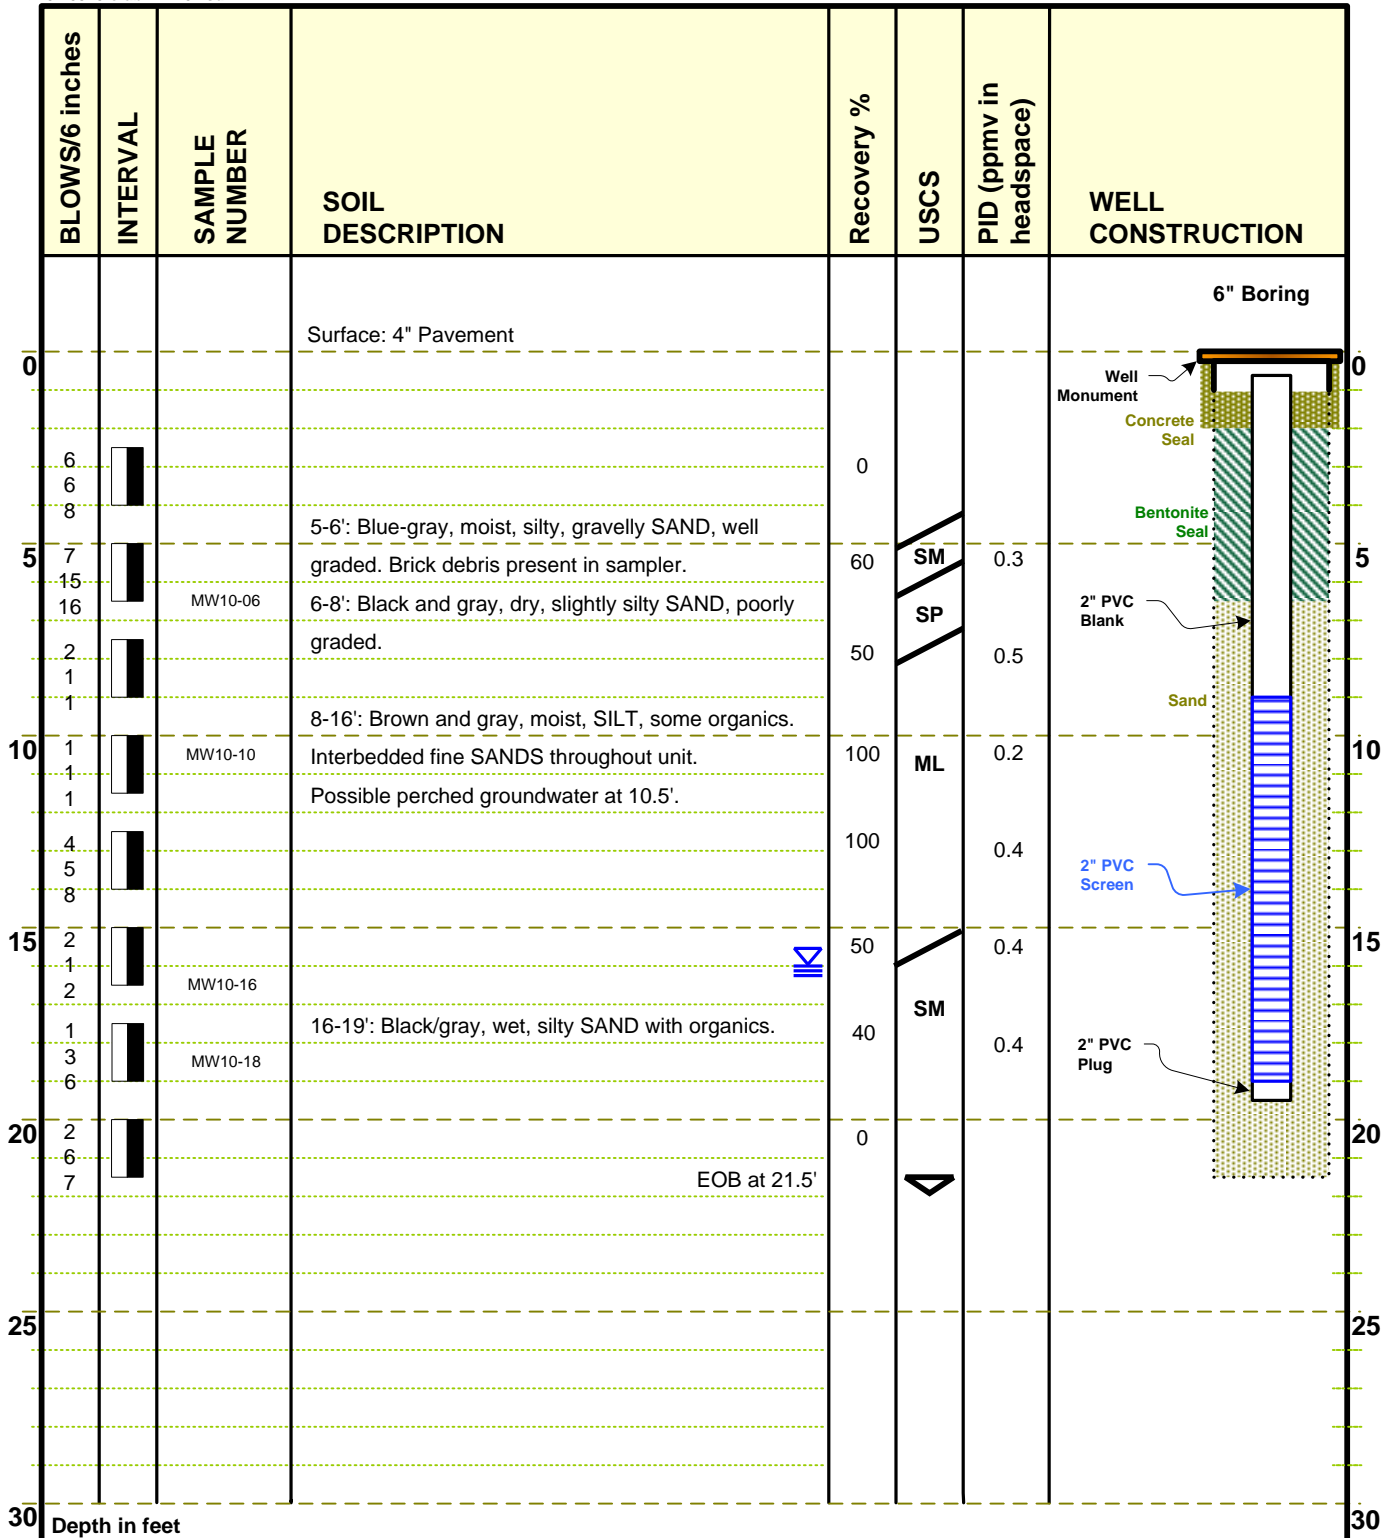 BLOWS/6 inches
INTERVAL
SAMPLE
NUMBER
SOIL
DESCRIPTION
Recovery %
USCS
PID (ppmv in
headspace)
WELL
CONSTRUCTION
6" Boring
Surface: 4" Pavement
0 0
Well
Monument
Concrete
Seal
6 0
6
8
5-6': Blue-gray, moist, silty, gravelly SAND, well
Bentonite
Seal
5 7 graded. Brick debris present in sampler. 60 SM 0.3 5
15
16 MW10-06 6-8': Black and gray, dry, slightly silty SAND, poorly SP
2" PVC
Blank
graded.
2 50 0.5
1
1
Sand
8-16': Brown and gray, moist, SILT, some organics.
10 1 MW10-10 Interbedded fine SANDS throughout unit. 100 ML 0.2 10
1
1 Possible perched groundwater at 10.5'.
4 100 0.4
5
8
2" PVC
Screen
15 2 50 0.4 15
1
2 MW10-16
SM
1 16-19': Black/gray, wet, silty SAND with organics. 40 0.4
3 MW10-18
6
2" PVC
Plug
20 2 0 20
6
7 EOB at 21.5'
25 25
30 Depth in feet 30